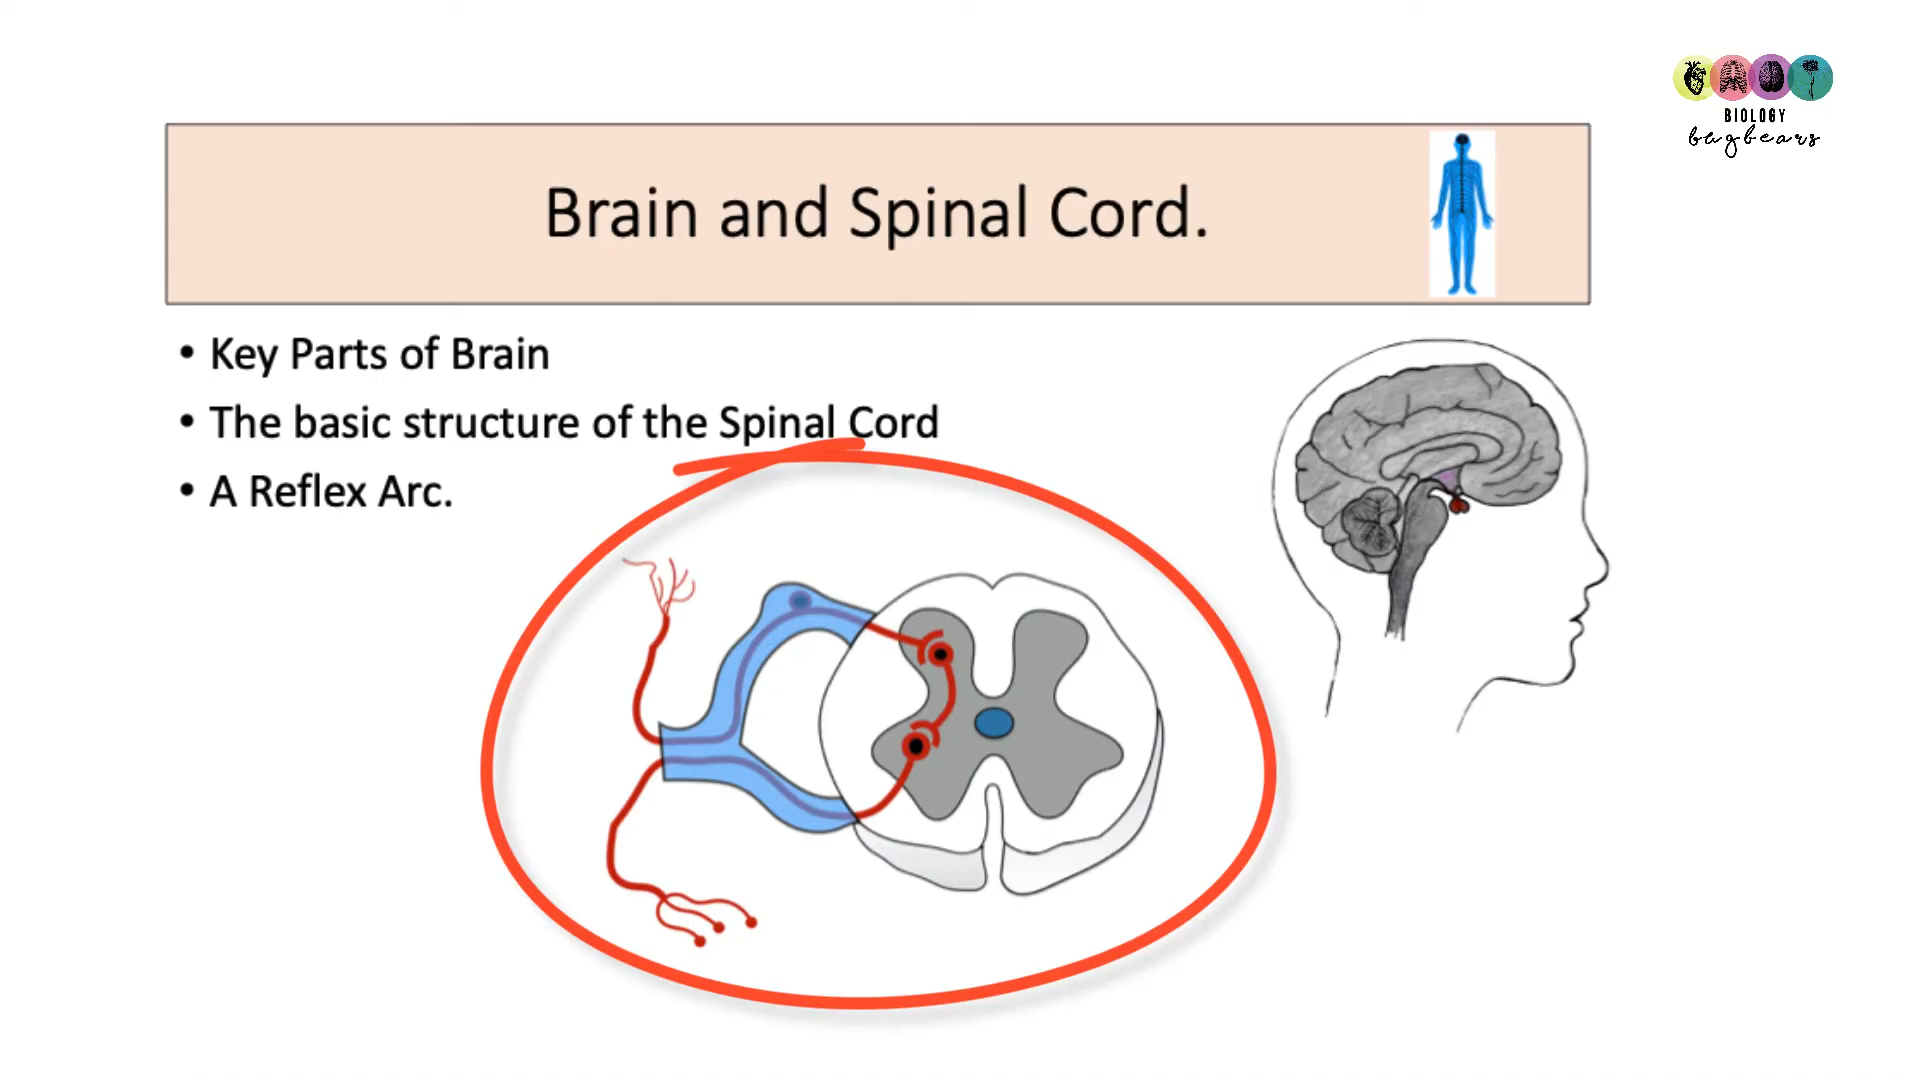 BIOLOGY
bugbears
Brain and Spinal Cord.
• Key Parts of Brain
• The basic structure of the Spinal Cord
• A Reflex Arc.